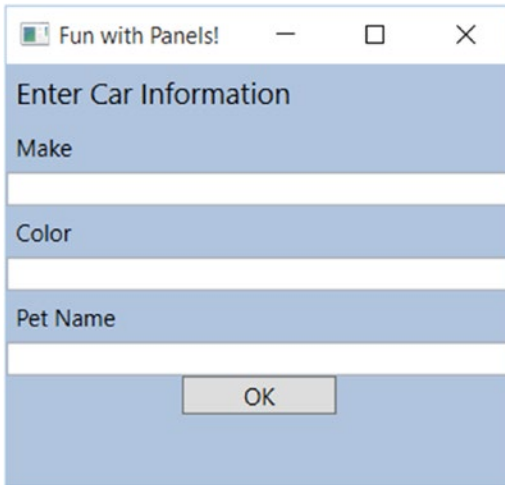 Fun with Panels!
Enter Car Information
Make
Color
Pet Name
OK